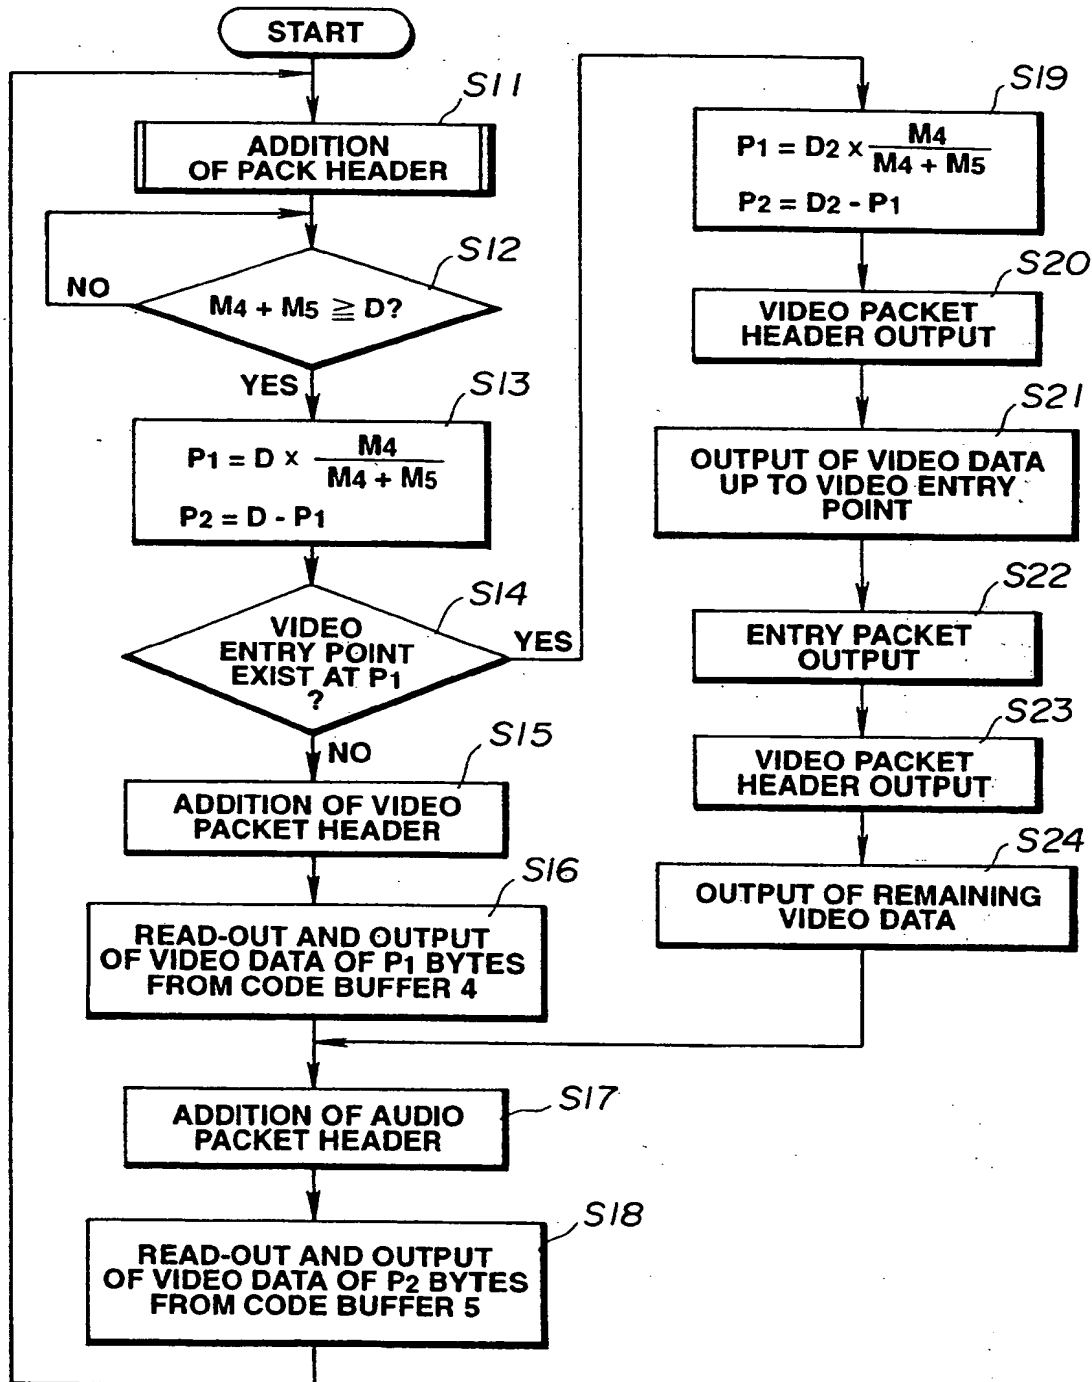 START
S11
ADDITION
OF PACK HEADER
S12
NO
M4 + M5 ≧ D?
YES
S13
P1 = D × M4
M4 + M5
P2 = D - P1
S14
VIDEO
ENTRY POINT
EXIST AT P1
?
YES
NO
S15
ADDITION OF VIDEO
PACKET HEADER
S16
READ-OUT AND OUTPUT
OF VIDEO DATA OF P1 BYTES
FROM CODE BUFFER 4
S17
ADDITION OF AUDIO
PACKET HEADER
S18
READ-OUT AND OUTPUT
OF VIDEO DATA OF P2 BYTES
FROM CODE BUFFER 5
S19
P1 = D2 × M4
M4 + M5
P2 = D2 - P1
S20
VIDEO PACKET
HEADER OUTPUT
S21
OUTPUT OF VIDEO DATA
UP TO VIDEO ENTRY
POINT
S22
ENTRY PACKET
OUTPUT
S23
VIDEO PACKET
HEADER OUTPUT
S24
OUTPUT OF REMAINING
VIDEO DATA